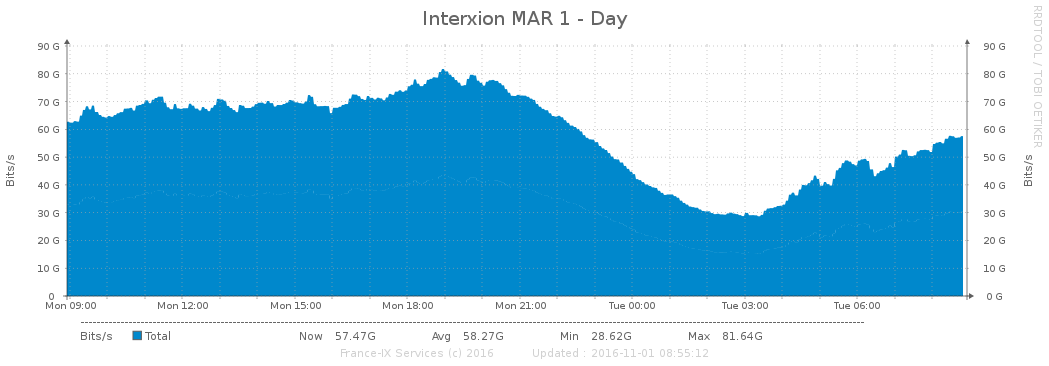 Interxion MAR 1 - Day
RRDTOOL / TOBI OETIKER
Bits/s
90 G 90 G
80 G 80 G
70 G 70 G
60 G 60 G
50 G 50 G
40 G 40 G
30 G 30 G
20 G 20 G
10 G 10 G
0 0 G
Bits/s
Mon 09:00 Mon 12:00 Mon 15:00 Mon 18:00 Mon 21:00 Tue 00:00 Tue 03:00 Tue 06:00
Bits/s Total Now 57.47G Avg 58.27G Min 28.62G Max 81.64G
France-IX Services (c) 2016 Updated : 2016-11-01 08:55:12